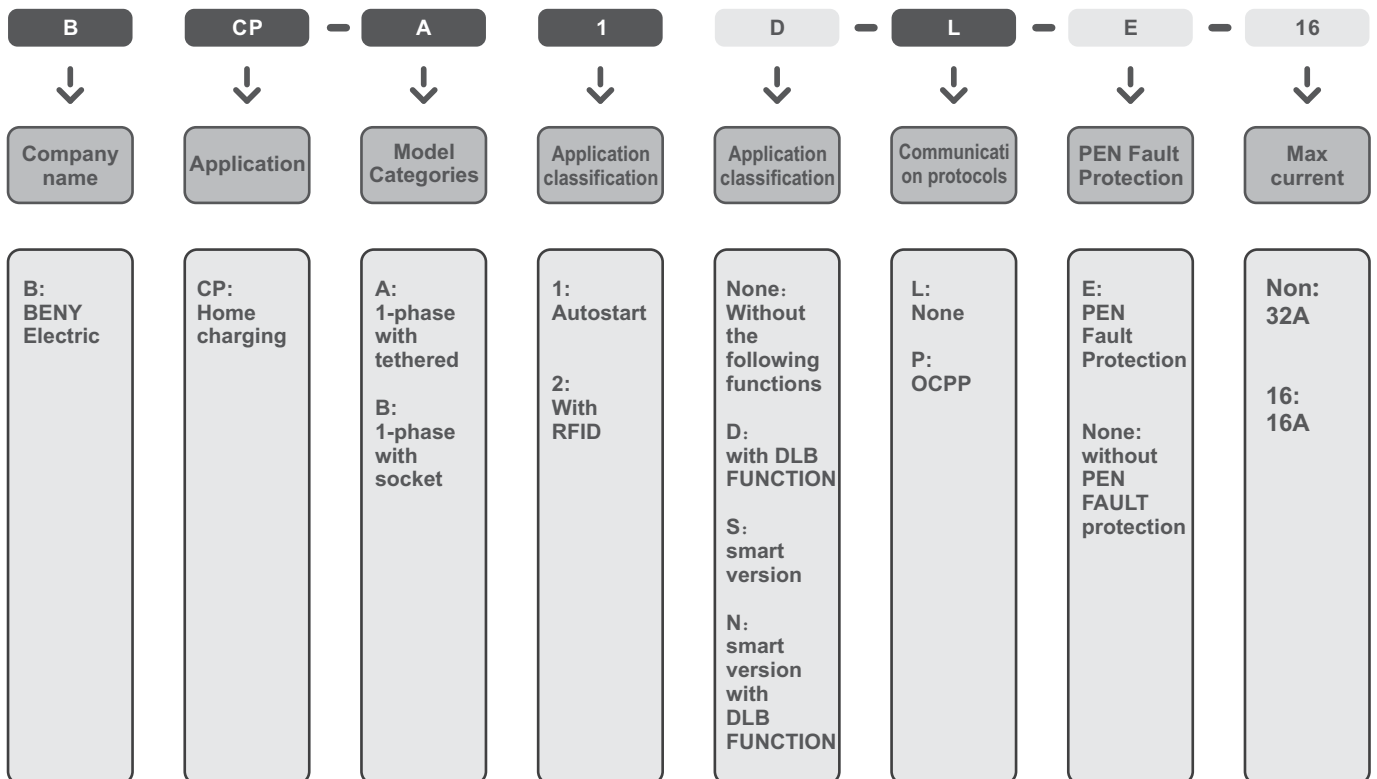 B CP - A 1 D - L - E - 16
Company
name
Application
Model
Categories
Application
classification
Application
classification
Communicati
on protocols
PEN Fault
Protection
Max
current
B:
BENY
Electric
CP:
Home
charging
A:
1-phase
with
tethered
B:
1-phase
with
socket
1:
Autostart
2:
With
RFID
None：
Without
the
following
functions
D：
with DLB
FUNCTION
S：
smart
version
N：
smart
version
with
DLB
FUNCTION
L:
None
P:
OCPP
E:
PEN
Fault
Protection
None:
without
PEN
FAULT
protection
Non:
32A
16:
16A